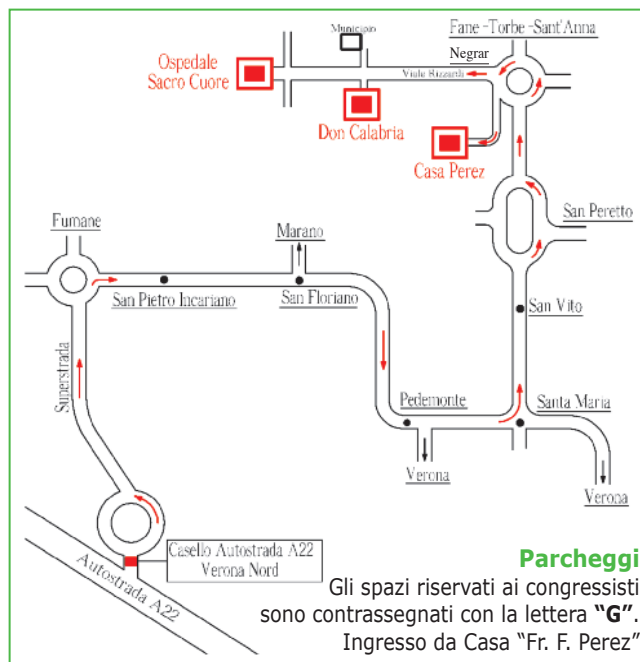 Municipio
Fane -Torbe -Sant'Anna
Negrar
Ospedale
Sacro Cuore
Viale Rizzardi
Don Calabria
Casa Perez
Fumane
Marano
San Peretto
San Pietro Incariano
San Floriano
San Vito
Superstrada
Pedemonte
Santa Maria
Verona
Verona
Casello Autostrada A22
Verona Nord
Autostrada A22
Parcheggi
Gli spazi riservati ai congressisti
sono contrassegnati con la lettera "G".
Ingresso da Casa "Fr. F. Perez"